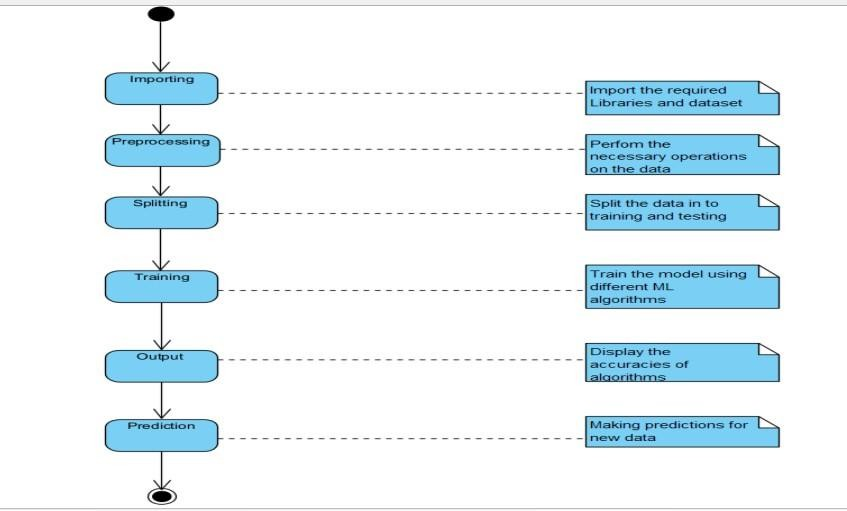 Importing
Import the required
Libraries and dataset
Preprocessing
Perfom the
necessary operations
on the data
Splitting
Split the data in to
training and testing
Training
Train the model using
different ML
algorithms
Output
Display the
accuracies of
algorithms
Prediction
Making predictions for
new data